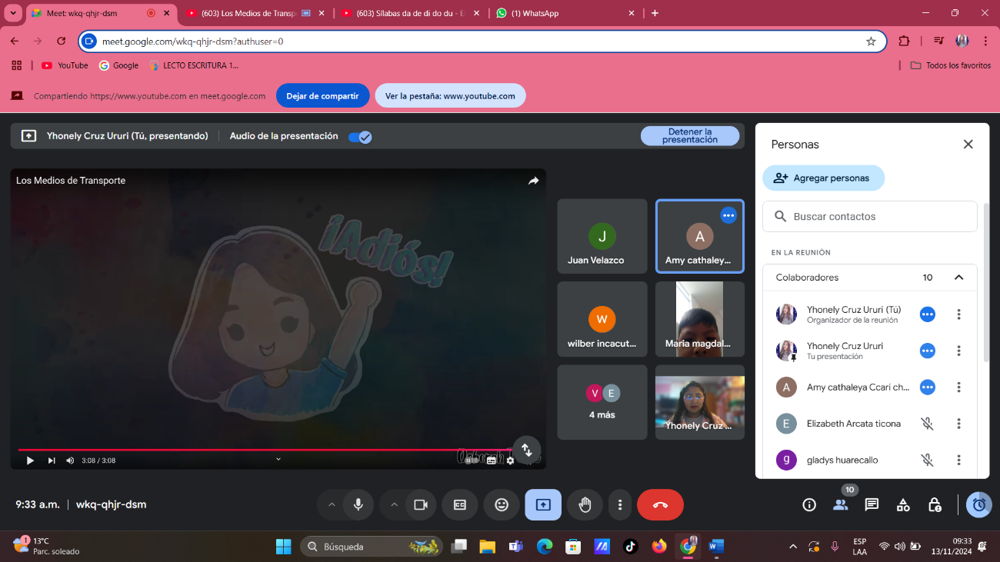 Meet: wkq-qhjr-dsm
(603) Los Medios de Transp
(603) Sílabas da de di do du - E
(1) WhatsApp
meet.google.com/wkq-qhjr-dsm?authuser=0
YouTube
Google
LECTO ESCRITURA 1...
Todos los favoritos
Compartiendo https://www.youtube.com en meet.google.com
Dejar de compartir
Ver la pestaña: www.youtube.com
Yhonely Cruz Ururi (Tú, presentando)
Audio de la presentación
Detener la
presentación
Los Medios de Transporte
¡Adiós!
3:08 / 3:08
J
Juan Velazco
A
Amy cathaley...
W
wilber incacut...
Maria magdal...
V E
4 más
Yhonely Cruz ...
Personas
Agregar personas
Buscar contactos
EN LA REUNIÓN
Colaboradores
10
Yhonely Cruz Ururi (Tú)
Organizador de la reunión
Yhonely Cruz Ururi
Tu presentación
A
Amy cathaleya Ccari ch...
E
Elizabeth Arcata ticona
g
gladys huarecallo
9:33 a.m.
wkq-qhjr-dsm
10
1
13°C
Parc. soleado
Búsqueda
ESP
LAA
09:33
13/11/2024